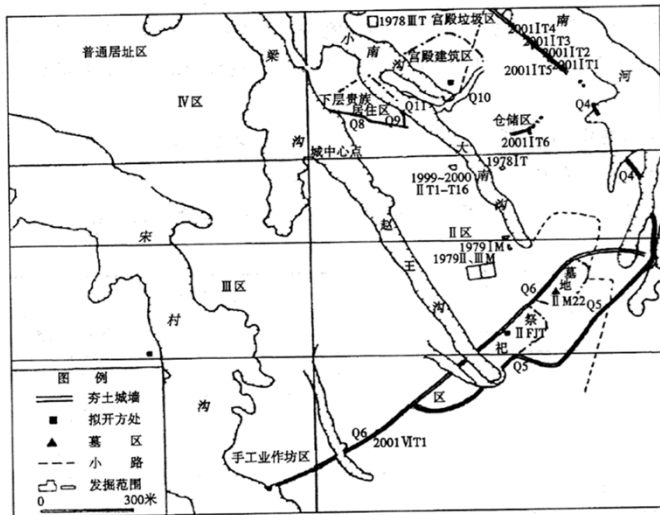 1978ⅢT
宫殿垃圾区
普通居址区
梁
小
南
沟
宫殿建筑区
2001ⅠT4
2001ⅠT3
2001ⅠT2
2001ⅠT1
2001ⅠT5
南
河
Ⅳ区
下层贵族
居住区
Q11
Q10
Q8
Q9
仓储区
Q4
2001ⅠT6
沟
城中心点
大
南
沟
1978ⅠT
1999~2000
ⅡT1-T16
Q4
宋
村
沟
赵
王
沟
Ⅱ区
1979ⅠM
1979Ⅱ、ⅢM
Ⅲ区
Q6
墓
地
ⅡM22
Q5
祭
祀
区
ⅡFJT
Q5
Q6
2001ⅥT1
手工业作坊区
图 例
夯土城墙
拟开方处
墓 区
小 路
发掘范围
0 300米